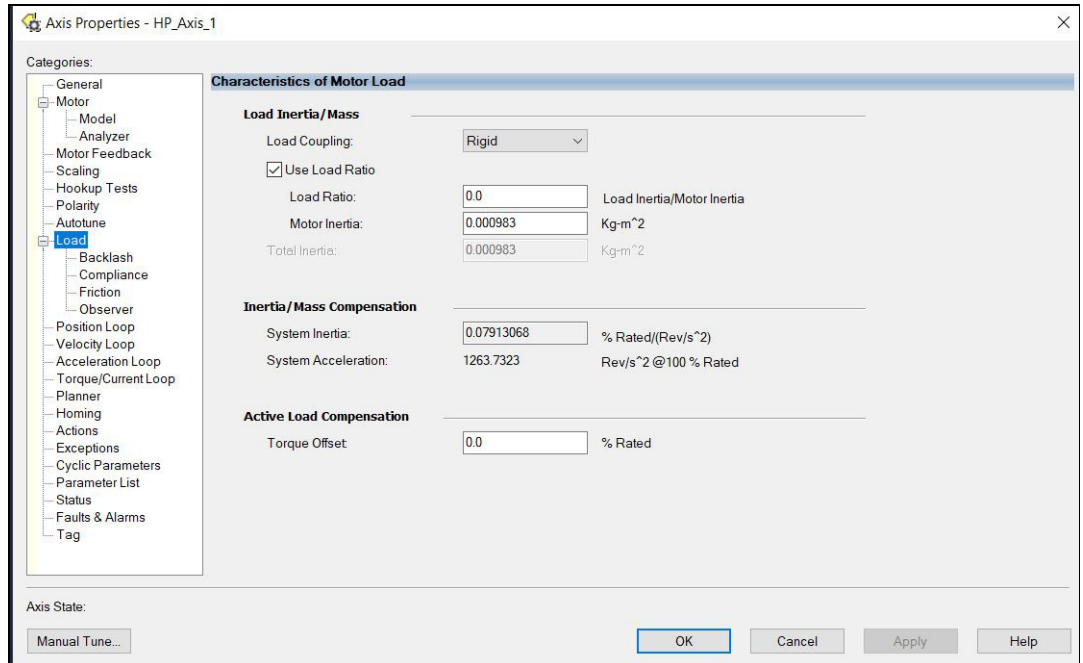 Axis Properties - HP_Axis_1
Categories:
General
Motor
Model
Analyzer
Motor Feedback
Scaling
Hookup Tests
Polarity
Autotune
Load
Backlash
Compliance
Friction
Observer
Position Loop
Velocity Loop
Acceleration Loop
Torque/Current Loop
Planner
Homing
Actions
Exceptions
Cyclic Parameters
Parameter List
Status
Faults & Alarms
Tag
Characteristics of Motor Load
Load Inertia/Mass
Load Coupling: Rigid
Use Load Ratio
Load Ratio: 0.0 Load Inertia/Motor Inertia
Motor Inertia: 0.000983 Kg-m^2
Total Inertia: 0.000983 Kg-m^2
Inertia/Mass Compensation
System Inertia: 0.07913068 % Rated/(Rev/s^2)
System Acceleration: 1263.7323 Rev/s^2 @100 % Rated
Active Load Compensation
Torque Offset: 0.0 % Rated
Axis State:
Manual Tune... OK Cancel Apply Help